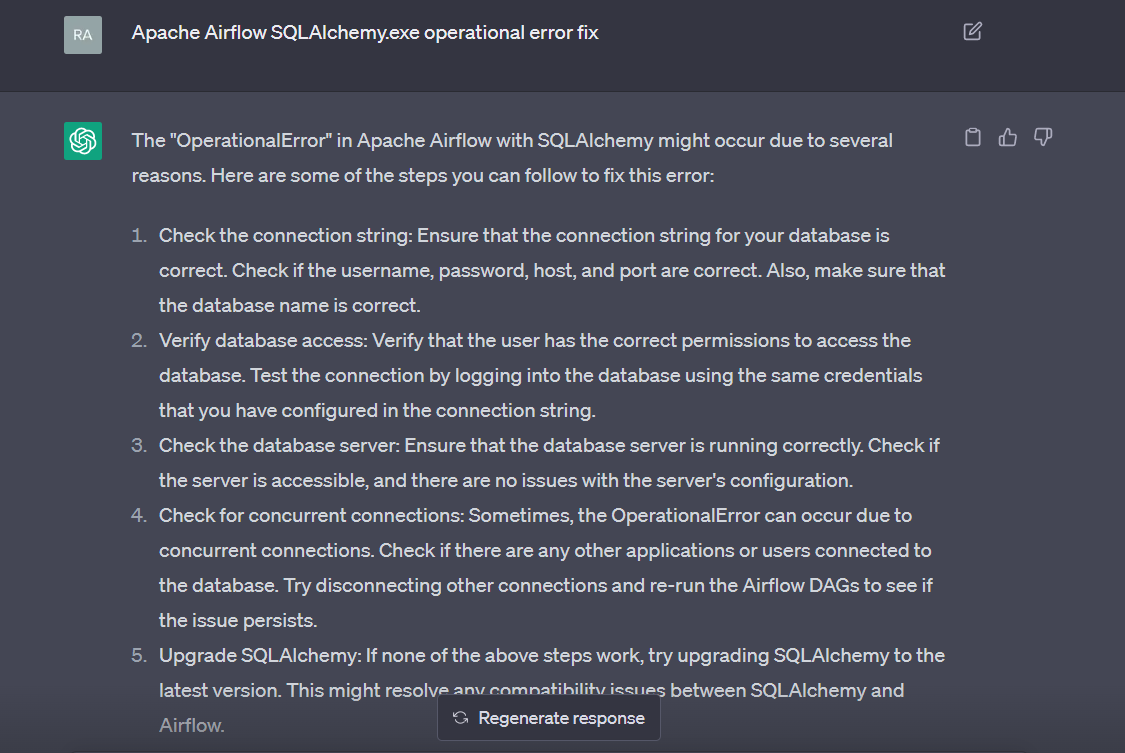 RA
Apache Airflow SQLAlchemy.exe operational error fix
The "OperationalError" in Apache Airflow with SQLAlchemy might occur due to several
reasons. Here are some of the steps you can follow to fix this error:
1. Check the connection string: Ensure that the connection string for your database is
correct. Check if the username, password, host, and port are correct. Also, make sure that
the database name is correct.
2. Verify database access: Verify that the user has the correct permissions to access the
database. Test the connection by logging into the database using the same credentials
that you have configured in the connection string.
3. Check the database server: Ensure that the database server is running correctly. Check if
the server is accessible, and there are no issues with the server's configuration.
4. Check for concurrent connections: Sometimes, the OperationalError can occur due to
concurrent connections. Check if there are any other applications or users connected to
the database. Try disconnecting other connections and re-run the Airflow DAGs to see if
the issue persists.
5. Upgrade SQLAlchemy: If none of the above steps work, try upgrading SQLAlchemy to the
latest version. This might resolve any compatibility issues between SQLAlchemy and
Airflow.
Regenerate response